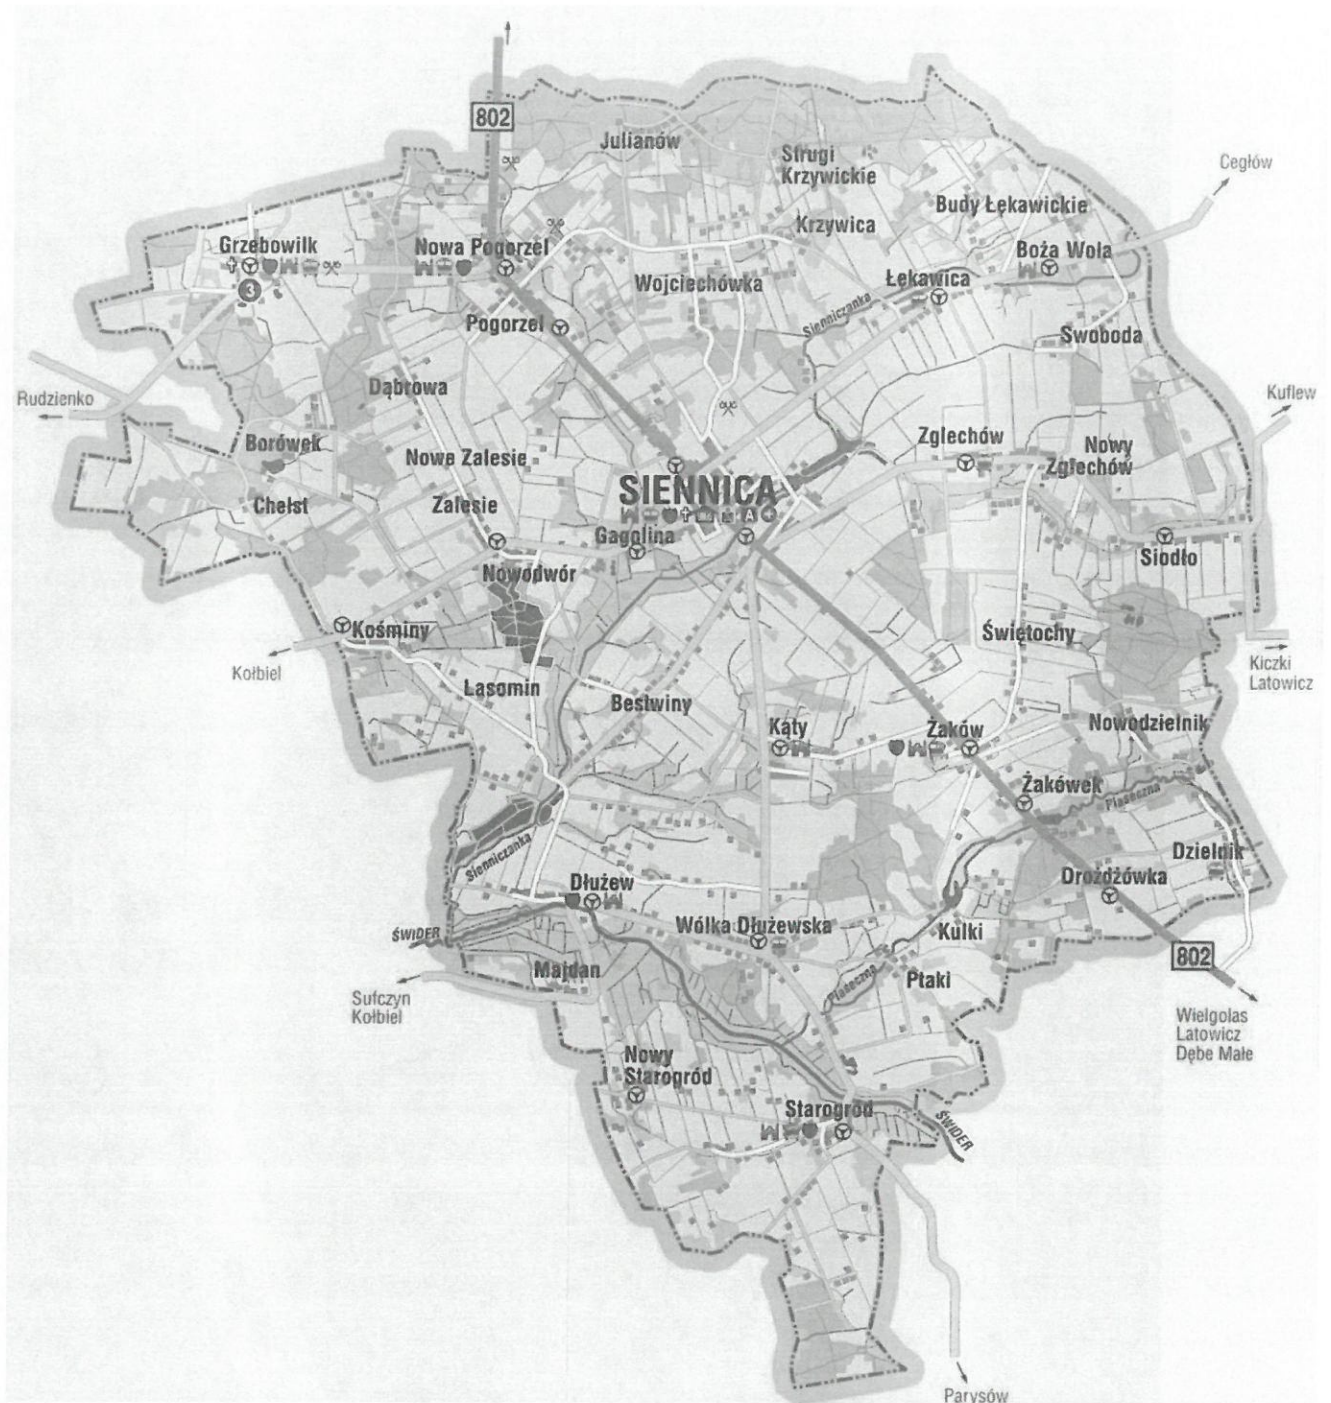 802
Julianów
Strugi
Krzywickie
Cegłów
Budy Łękawickie
Krzywica
Grzebowilk
Nowa Pogorzel
Boża Wola
3
Wojciechówka
Łękawica
Pogorzel
Sienniczanka
Swoboda
Rudzienko
Dąbrowa
Kuflew
Borówek
Nowe Zalesie
Zglechów
Nowy
Zglechów
SIENNICA
Chełst
Zalesie
A
Gągolina
Siodło
Nowodwór
Kośminy
Świętochy
Kołbiel
Kiczki
Latowicz
Lasomin
Bestwiny
Kąty
Żaków
Nowodzielnik
Żakówek
Piaseczna
Sienniczanka
Dzielnik
Dłużew
Drożdżówka
Wólka Dłużewska
ŚWIDER
Kulki
802
Majdan
Piaseczna
Ptaki
Sufczyn
Kołbiel
Wielgolas
Latowicz
Dębe Małe
Nowy
Starogród
Starogród
ŚWIDER
Parysów